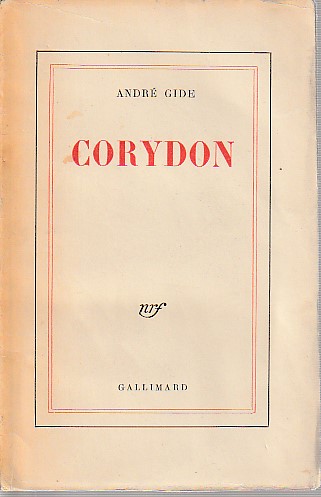 ANDRÉ GIDE
CORYDON
nrf
GALLIMARD